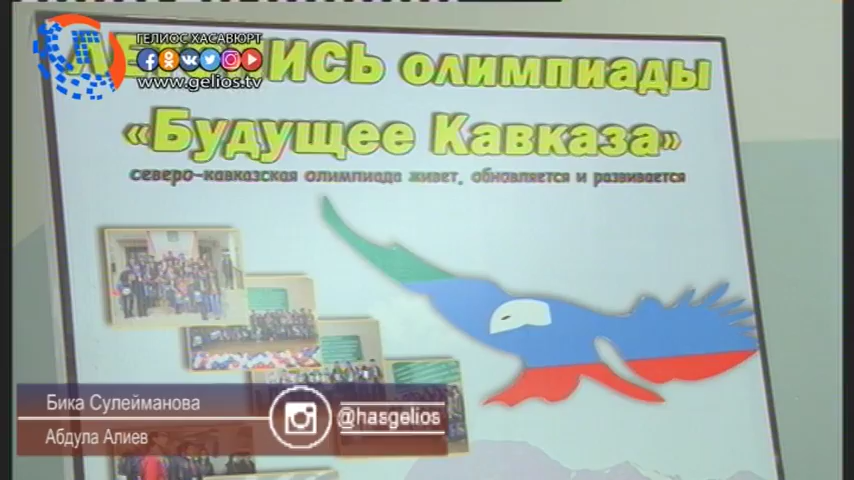 ГЕЛИОС ХАСАВЮРТ
www.gelios.tv
ЛЕТОПИСЬ олимпиады
«Будущее Кавказа»
северо-кавказская олимпиада живет, обновляется и развивается
Бика Сулейманова
Абдула Алиев
@hasgelios